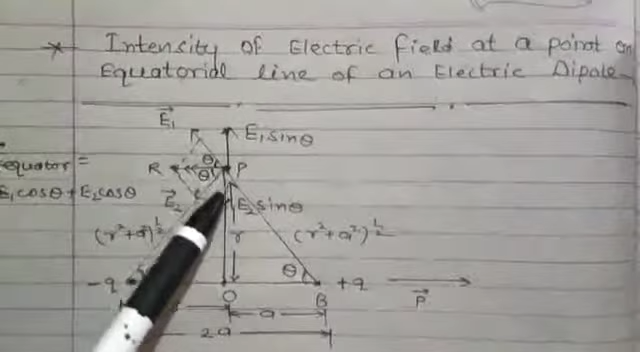 * Intensity of Electric field at a point on
Equatorial line of an Electric Dipole
E₁ E₁sinθ
equator =
R θ P
θ
E₁cosθ + E₂cosθ
E₂ E₂sinθ
(r²+a²)^½ r (r²+a²)^½
-q θ +q
O B P
a
2a